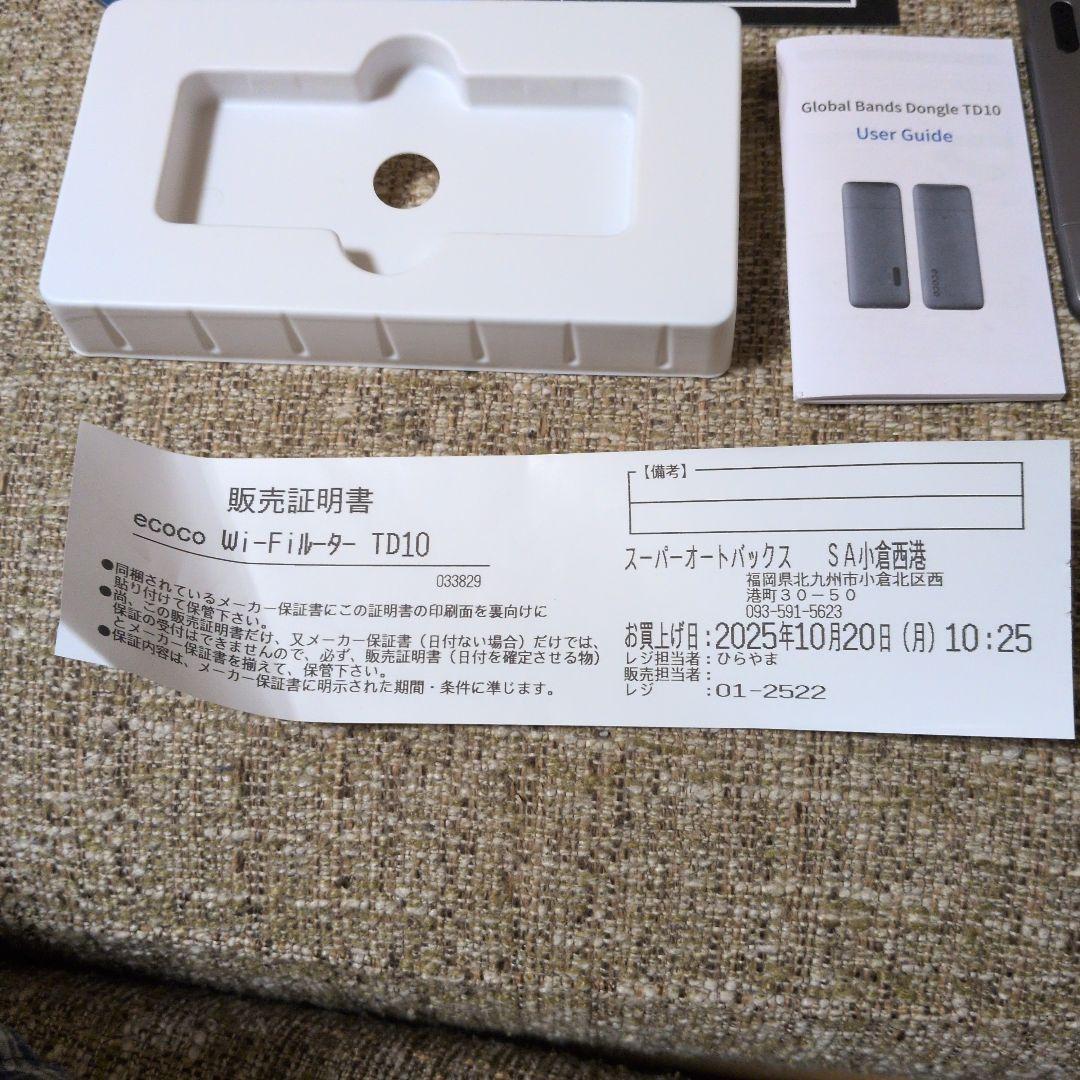 Global Bands Dongle TD10
User Guide
ecoco
販売証明書
ecoco Wi-Fiルーター TD10
033829
●同梱されているメーカー保証書にこの証明書の印刷面を裏向けに
貼り付けて保管下さい。
●尚、この販売証明書だけ、又メーカー保証書（日付ない場合）だけでは、
保証の受付はできませんので、必ず、販売証明書（日付を確定させる物）
とメーカー保証書を揃えて、保管下さい。
●保証内容は、メーカー保証書に明示された期間・条件に準じます。
【備考】
スーパーオートバックス　ＳＡ小倉西港
福岡県北九州市小倉北区西
港町３０－５０
093-591-5623
お買上げ日：2025年10月20日（月）10：25
レジ担当者：ひらやま
販売担当者：
レジ　　　：01-2522